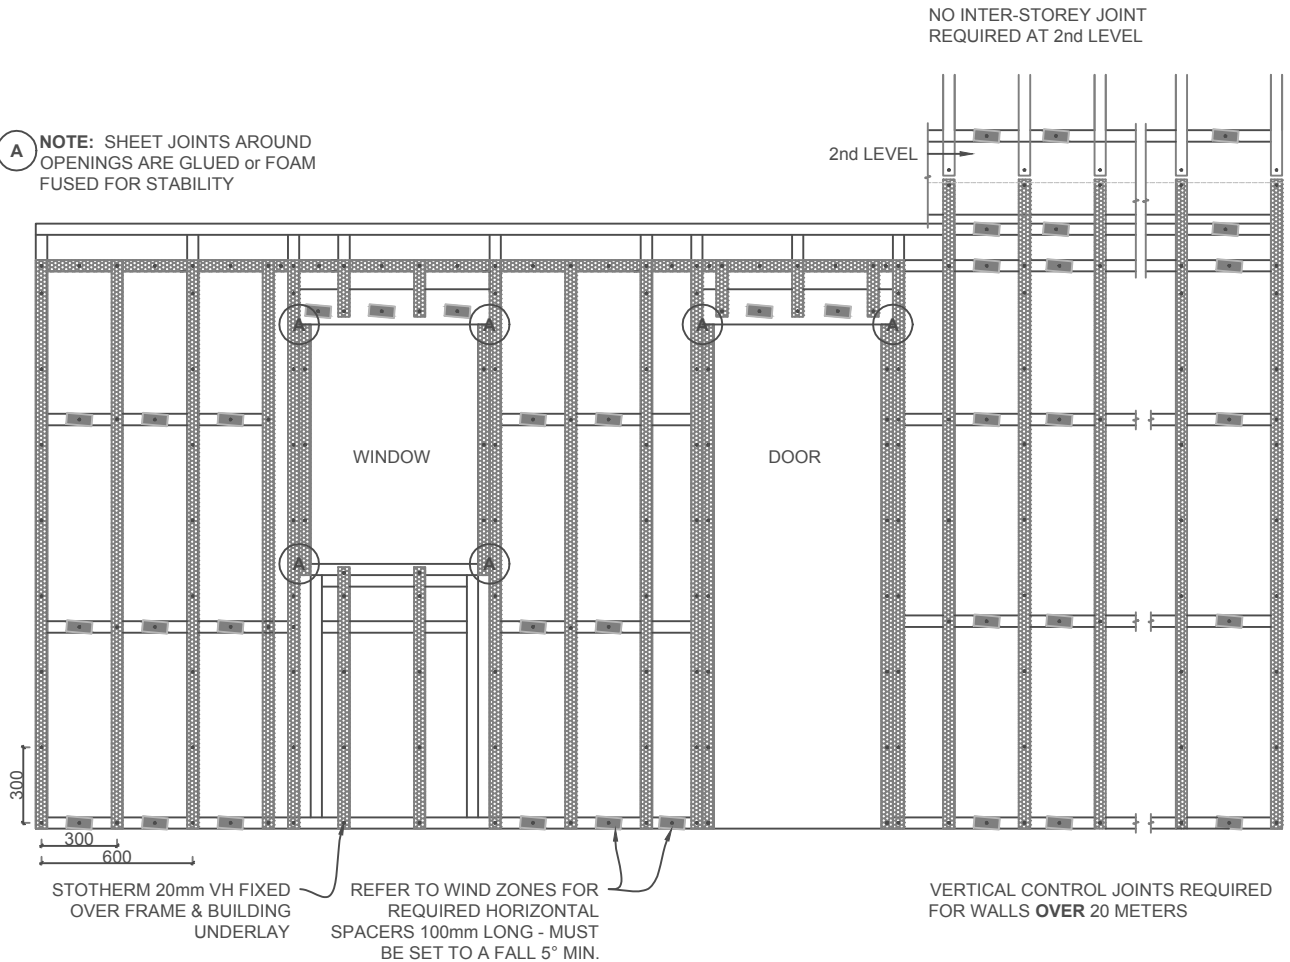 NO INTER-STOREY JOINT
REQUIRED AT 2nd LEVEL
A
NOTE: SHEET JOINTS AROUND
OPENINGS ARE GLUED or FOAM
FUSED FOR STABILITY
2nd LEVEL
A
A
A
A
WINDOW
DOOR
A
A
300
300
600
STOTHERM 20mm VH FIXED
OVER FRAME & BUILDING
UNDERLAY
REFER TO WIND ZONES FOR
REQUIRED HORIZONTAL
SPACERS 100mm LONG - MUST
BE SET TO A FALL 5° MIN.
VERTICAL CONTROL JOINTS REQUIRED
FOR WALLS OVER 20 METERS